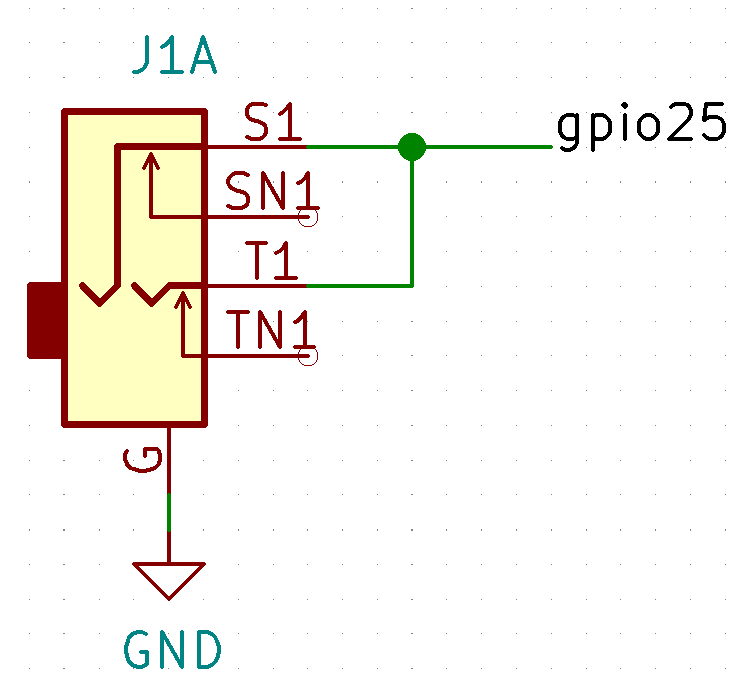 J1A
S1
gpio25
SN1
T1
TN1
G
GND